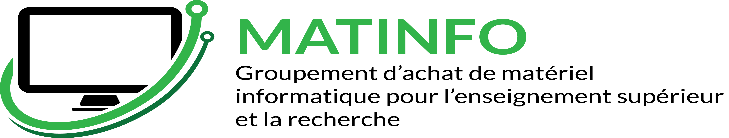 MATINFO
Groupement d’achat de matériel
informatique pour l’enseignement supérieur
et la recherche